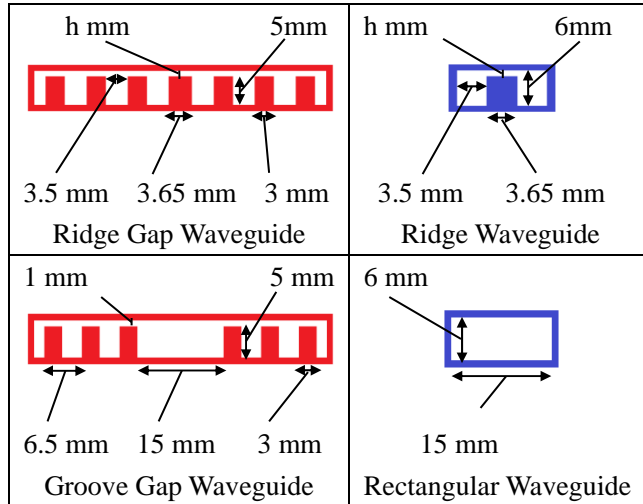 h mm 5mm
3.5 mm 3.65 mm 3 mm
Ridge Gap Waveguide
h mm 6mm
3.5 mm 3.65 mm
Ridge Waveguide
1 mm 5 mm
6.5 mm 15 mm 3 mm
Groove Gap Waveguide
6 mm
15 mm
Rectangular Waveguide